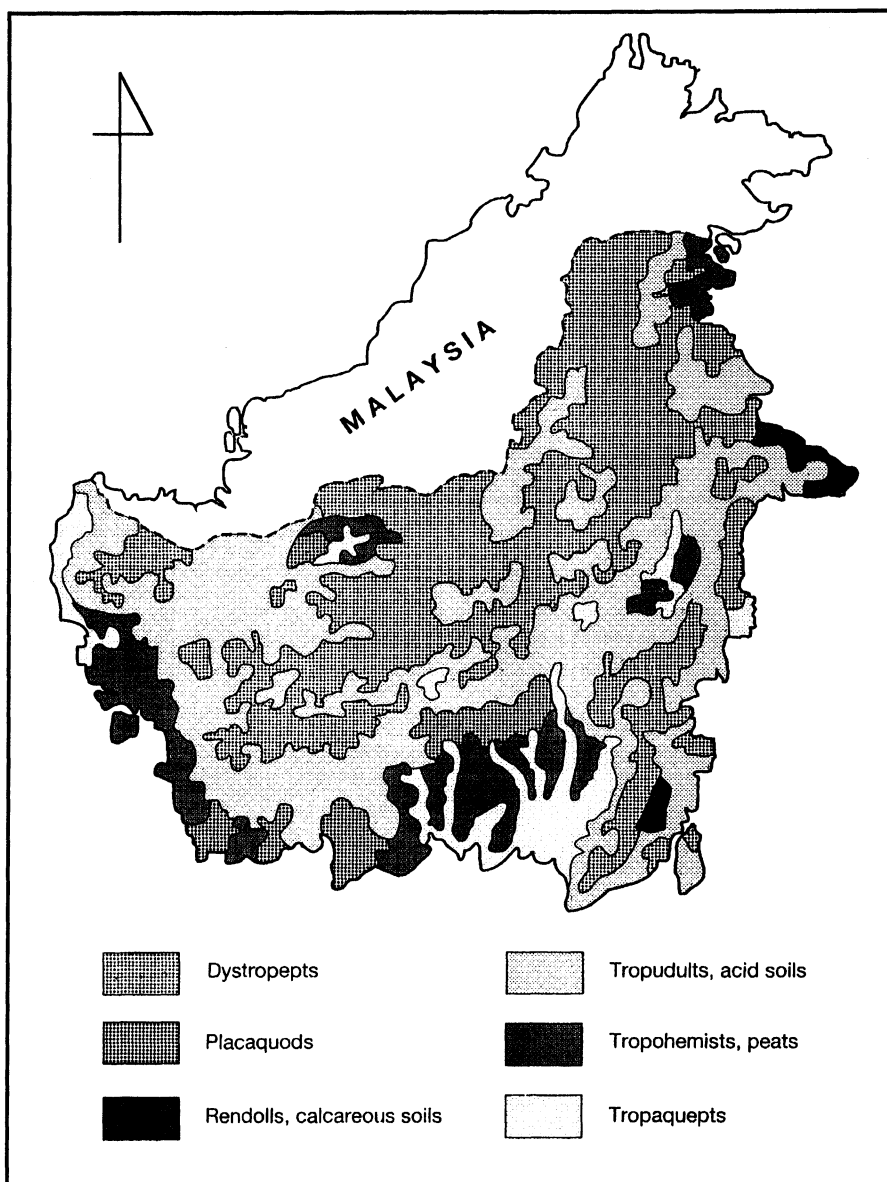 MALAYSIA
Dystropepts
Tropudults, acid soils
Placaquods
Tropohemists, peats
Rendolls, calcareous soils
Tropaquepts